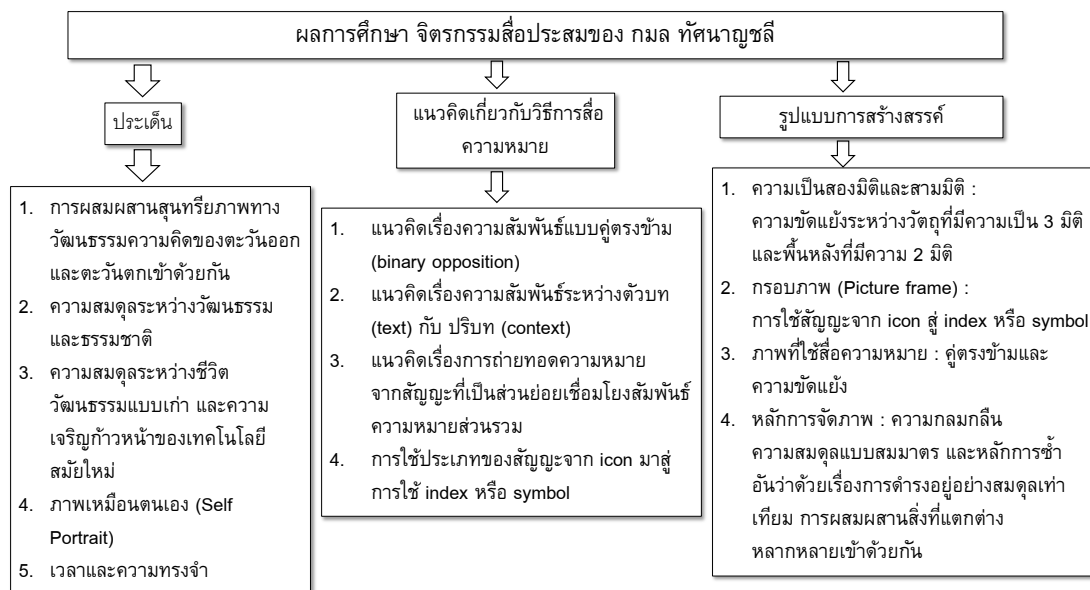 ผลการศึกษา จิตรกรรมสื่อประสมของ กมล ทัศนาญชลี
ประเด็น
1. การผสมผสานสุนทรียภาพทาง
วัฒนธรรมความคิดของตะวันออก
และตะวันตกเข้าด้วยกัน
2. ความสมดุลระหว่างวัฒนธรรม
และธรรมชาติ
3. ความสมดุลระหว่างชีวิต
วัฒนธรรมแบบเก่า และความ
เจริญก้าวหน้าของเทคโนโลยี
สมัยใหม่
4. ภาพเหมือนตนเอง (Self
Portrait)
5. เวลาและความทรงจำ
แนวคิดเกี่ยวกับวิธีการสื่อ
ความหมาย
1. แนวคิดเรื่องความสัมพันธ์แบบคู่ตรงข้าม
(binary opposition)
2. แนวคิดเรื่องความสัมพันธ์ระหว่างตัวบท
(text) กับ ปริบท (context)
3. แนวคิดเรื่องการถ่ายทอดความหมาย
จากสัญญะที่เป็นส่วนย่อยเชื่อมโยงสัมพันธ์
ความหมายส่วนรวม
4. การใช้ประเภทของสัญญะจาก icon มาสู่
การใช้ index หรือ symbol
รูปแบบการสร้างสรรค์
1. ความเป็นสองมิติและสามมิติ :
ความขัดแย้งระหว่างวัตถุที่มีความเป็น 3 มิติ
และพื้นหลังที่มีความ 2 มิติ
2. กรอบภาพ (Picture frame) :
การใช้สัญญะจาก icon สู่ index หรือ symbol
3. ภาพที่ใช้สื่อความหมาย : คู่ตรงข้ามและ
ความขัดแย้ง
4. หลักการจัดภาพ : ความกลมกลืน
ความสมดุลแบบสมมาตร และหลักการซ้ำ
อันว่าด้วยเรื่องการดำรงอยู่อย่างสมดุลเท่า
เทียม การผสมผสานสิ่งที่แตกต่าง
หลากหลายเข้าด้วยกัน